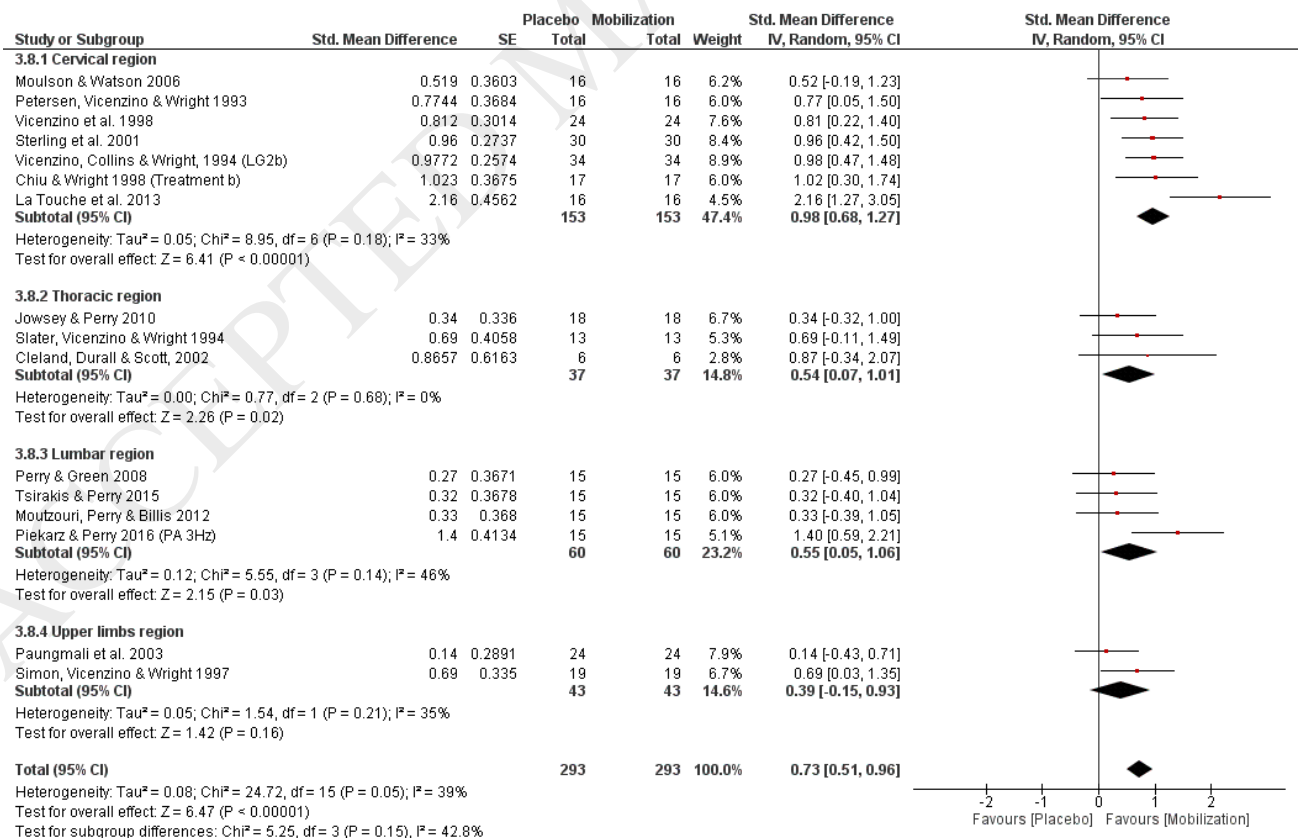 Placebo Mobilization Std. Mean Difference Std. Mean Difference
Study or Subgroup Std. Mean Difference SE Total Total Weight IV, Random, 95% CI IV, Random, 95% CI
3.8.1 Cervical region
Moulson & Watson 2006 0.519 0.3603 16 16 6.2% 0.52 [-0.19, 1.23]
Petersen, Vicenzino & Wright 1993 0.7744 0.3684 16 16 6.0% 0.77 [0.05, 1.50]
Vicenzino et al. 1998 0.812 0.3014 24 24 7.6% 0.81 [0.22, 1.40]
Sterling et al. 2001 0.96 0.2737 30 30 8.4% 0.96 [0.42, 1.50]
Vicenzino, Collins & Wright, 1994 (LG2b) 0.9772 0.2574 34 34 8.9% 0.98 [0.47, 1.48]
Chiu & Wright 1998 (Treatment b) 1.023 0.3675 17 17 6.0% 1.02 [0.30, 1.74]
La Touche et al. 2013 2.16 0.4562 16 16 4.5% 2.16 [1.27, 3.05]
Subtotal (95% CI) 153 153 47.4% 0.98 [0.68, 1.27]
Heterogeneity: Tau² = 0.05; Chi² = 8.95, df = 6 (P = 0.18); I² = 33%
Test for overall effect: Z = 6.41 (P < 0.00001)
3.8.2 Thoracic region
Jowsey & Perry 2010 0.34 0.336 18 18 6.7% 0.34 [-0.32, 1.00]
Slater, Vicenzino & Wright 1994 0.69 0.4058 13 13 5.3% 0.69 [-0.11, 1.49]
Cleland, Durall & Scott, 2002 0.8657 0.6163 6 6 2.8% 0.87 [-0.34, 2.07]
Subtotal (95% CI) 37 37 14.8% 0.54 [0.07, 1.01]
Heterogeneity: Tau² = 0.00; Chi² = 0.77, df = 2 (P = 0.68); I² = 0%
Test for overall effect: Z = 2.26 (P = 0.02)
3.8.3 Lumbar region
Perry & Green 2008 0.27 0.3671 15 15 6.0% 0.27 [-0.45, 0.99]
Tsirakis & Perry 2015 0.32 0.3678 15 15 6.0% 0.32 [-0.40, 1.04]
Moutzouri, Perry & Billis 2012 0.33 0.368 15 15 6.0% 0.33 [-0.39, 1.05]
Piekarz & Perry 2016 (PA 3Hz) 1.4 0.4134 15 15 5.1% 1.40 [0.59, 2.21]
Subtotal (95% CI) 60 60 23.2% 0.55 [0.05, 1.06]
Heterogeneity: Tau² = 0.12; Chi² = 5.55, df = 3 (P = 0.14); I² = 46%
Test for overall effect: Z = 2.15 (P = 0.03)
3.8.4 Upper limbs region
Paungmali et al. 2003 0.14 0.2891 24 24 7.9% 0.14 [-0.43, 0.71]
Simon, Vicenzino & Wright 1997 0.69 0.335 19 19 6.7% 0.69 [0.03, 1.35]
Subtotal (95% CI) 43 43 14.6% 0.39 [-0.15, 0.93]
Heterogeneity: Tau² = 0.05; Chi² = 1.54, df = 1 (P = 0.21); I² = 35%
Test for overall effect: Z = 1.42 (P = 0.16)
Total (95% CI) 293 293 100.0% 0.73 [0.51, 0.96]
Heterogeneity: Tau² = 0.08; Chi² = 24.72, df = 15 (P = 0.05); I² = 39%
Test for overall effect: Z = 6.47 (P < 0.00001)
Test for subgroup differences: Chi² = 5.25, df = 3 (P = 0.15), I² = 42.8%
-2 -1 0 1 2
Favours [Placebo] Favours [Mobilization]
ACCEPTED MA